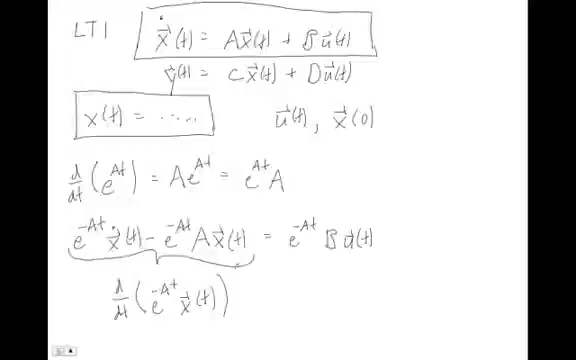 LTI ẋ⃗(t) = Ax⃗(t) + Bu⃗(t)
y⃗(t) = Cx⃗(t) + Du⃗(t)
x(t) = ..... u⃗(t), x⃗(0)
d/dt (e^{At}) = Ae^{At} = e^{At}A
e^{-At} ẋ⃗(t) - e^{-At} Ax⃗(t) = e^{-At} Bu⃗(t)
d/dt (e^{-At} x⃗(t))